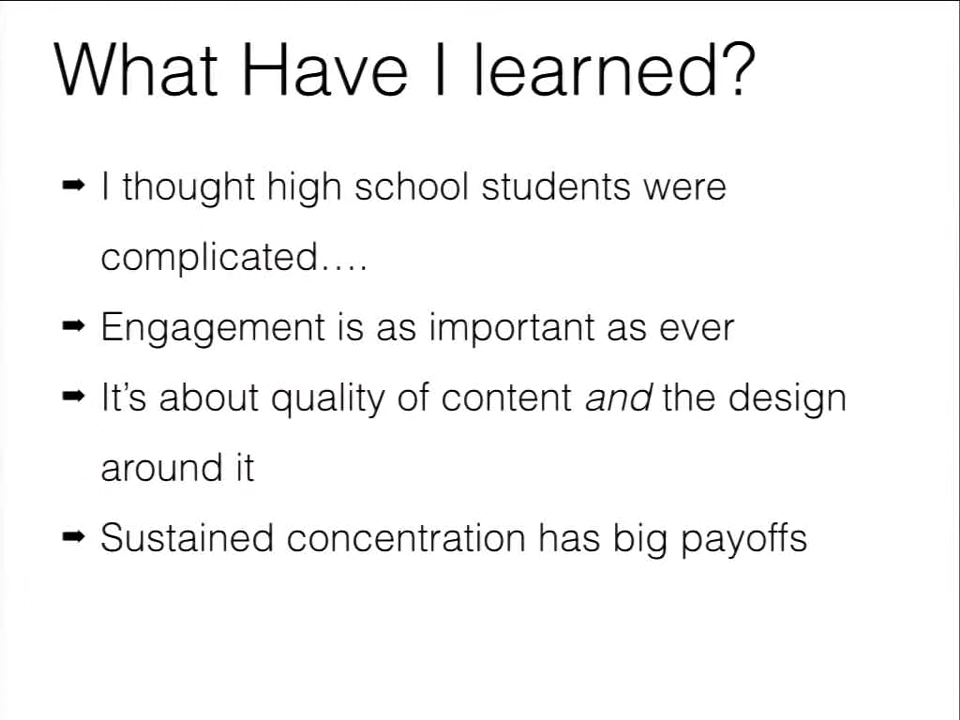 What Have I learned?
➡ I thought high school students were
complicated....
➡ Engagement is as important as ever
➡ It's about quality of content and the design
around it
➡ Sustained concentration has big payoffs